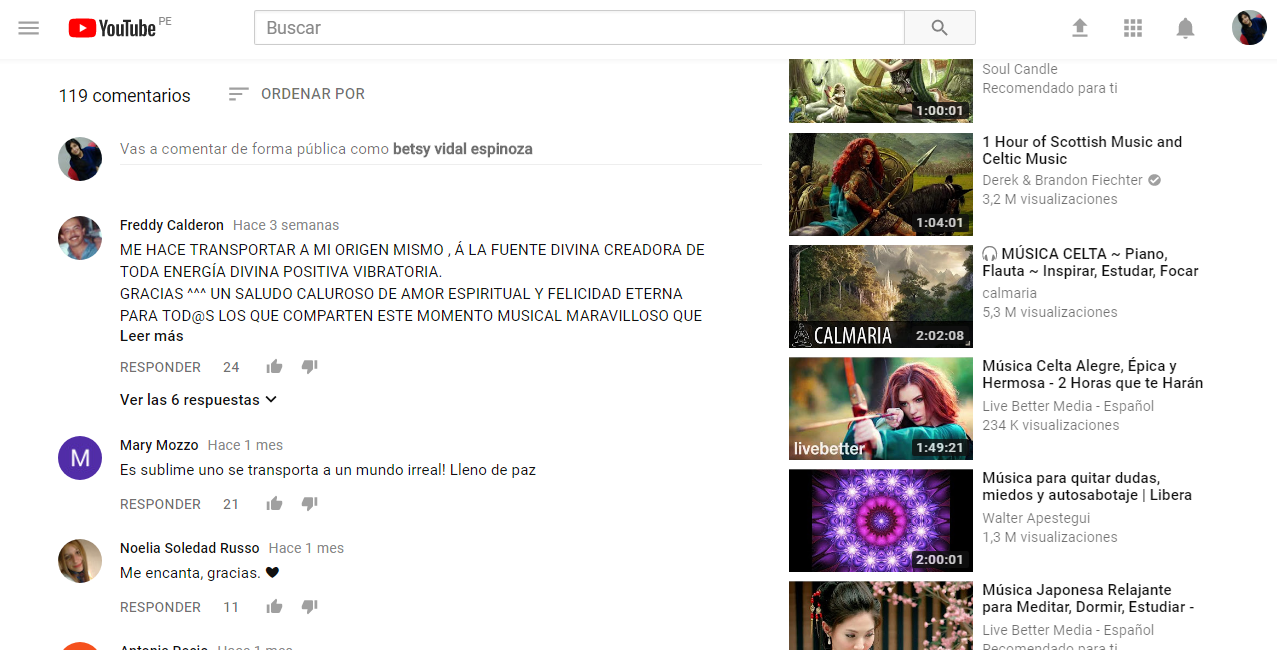 YouTube PE
Buscar
119 comentarios
ORDENAR POR
Vas a comentar de forma pública como betsy vidal espinoza
Freddy Calderon Hace 3 semanas
ME HACE TRANSPORTAR A MI ORIGEN MISMO , Á LA FUENTE DIVINA CREADORA DE
TODA ENERGÍA DIVINA POSITIVA VIBRATORIA.
GRACIAS ^^^ UN SALUDO CALUROSO DE AMOR ESPIRITUAL Y FELICIDAD ETERNA
PARA TOD@S LOS QUE COMPARTEN ESTE MOMENTO MUSICAL MARAVILLOSO QUE
Leer más
RESPONDER 24
Ver las 6 respuestas
M
Mary Mozzo Hace 1 mes
Es sublime uno se transporta a un mundo irreal! Lleno de paz
RESPONDER 21
Noelia Soledad Russo Hace 1 mes
Me encanta, gracias. ♥
RESPONDER 11
Antonio Rocio Hace 1 mes
1:00:01
Soul Candle
Recomendado para ti
1:04:01
1 Hour of Scottish Music and
Celtic Music
Derek & Brandon Fiechter
3,2 M visualizaciones
CALMARIA 2:02:08
🎧 MÚSICA CELTA ~ Piano,
Flauta ~ Inspirar, Estudar, Focar
calmaria
5,3 M visualizaciones
livebetter 1:49:21
Música Celta Alegre, Épica y
Hermosa - 2 Horas que te Harán
Live Better Media - Español
234 K visualizaciones
2:00:01
Música para quitar dudas,
miedos y autosabotaje | Libera
Walter Apestegui
1,3 M visualizaciones
Música Japonesa Relajante
para Meditar, Dormir, Estudiar -
Live Better Media - Español
Recomendado para ti